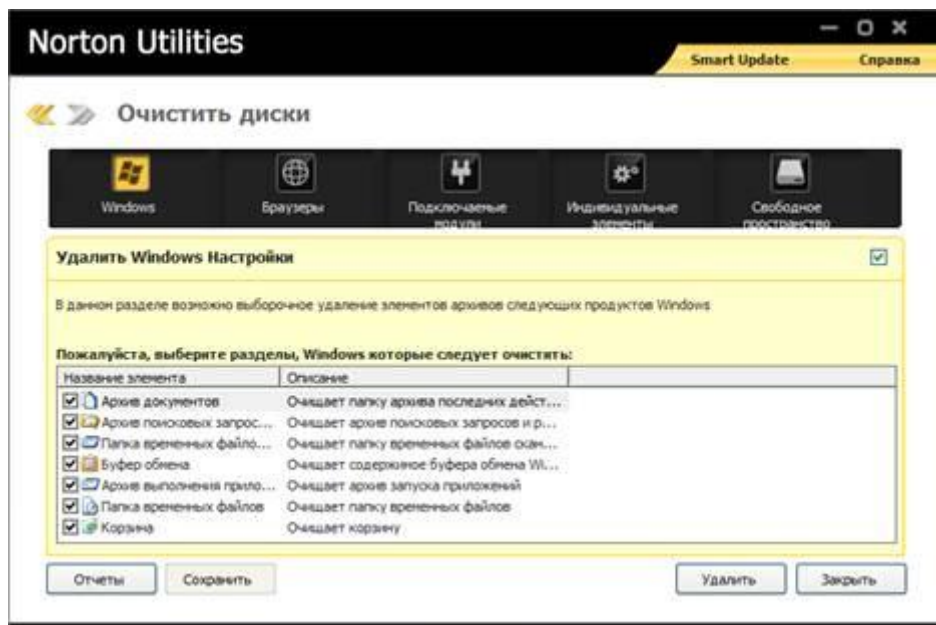 Norton Utilities
Smart Update Справка
Очистить диски
Windows Браузеры Подключаемые модули Индивидуальные элементы Свободное пространство
Удалить Windows Настройки
В данном разделе возможно выборочное удаление элементов архивов следующих продуктов Windows
Пожалуйста, выберите разделы, Windows которые следует очистить:
Название элемента Описание
Архив документов Очищает папку архива последних дейст...
Архив поисковых запрос... Очищает архив поисковых запросов и р...
Папка временных файло... Очищает папку временных файлов скан...
Буфер обмена Очищает содержимое буфера обмена Wi...
Архив выполнения прило... Очищает архив запуска приложений
Папка временных файлов Очищает папку временных файлов
Корзина Очищает корзину
Отчеты Сохранить Удалить Закрыть